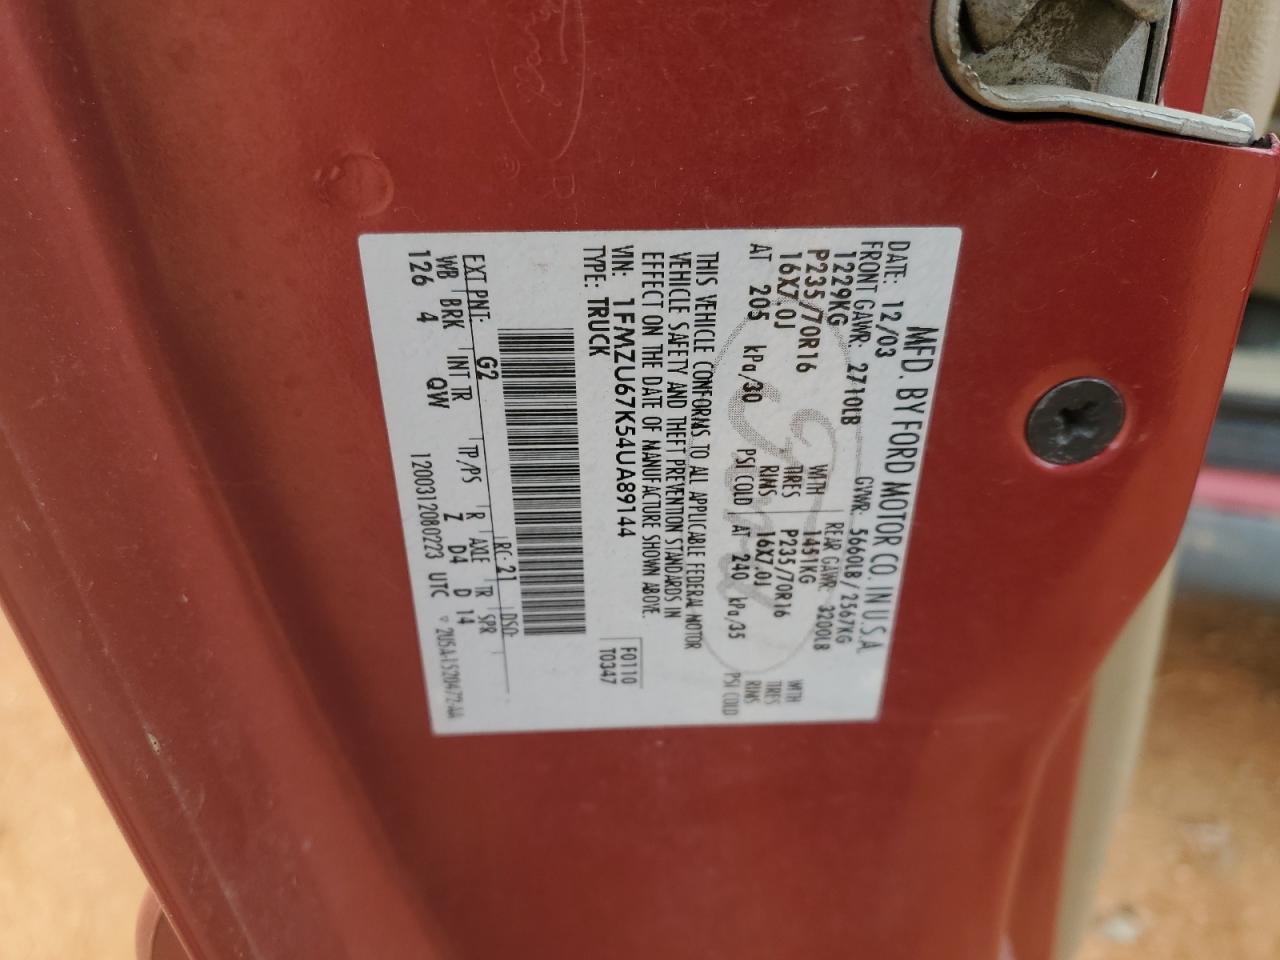 MFD. BY FORD MOTOR CO. IN U.S.A.
DATE: 12/03 GVWR: 5660LB / 2567KG
FRONT GAWR: 2710LB REAR GAWR: 3200LB
1229KG WITH 1451KG WITH
P235/70R16 TIRES P235/70R16 TIRES
16X7.0J RIMS 16X7.0J RIMS
AT 205 kPa/30 PSI COLD AT 240 kPa/35 PSI COLD
THIS VEHICLE CONFORMS TO ALL APPLICABLE FEDERAL MOTOR
VEHICLE SAFETY AND THEFT PREVENTION STANDARDS IN
EFFECT ON THE DATE OF MANUFACTURE SHOWN ABOVE.
VIN: 1FMZU67K54UA89144 F0110
TYPE: TRUCK T0347
EXT PNT: G2 RC: 21 DSO:
WB BRK INT TR TP/PS R AXLE TR SPR
126 4 QW Z D4 D 14
120031208022​3 UTC ▽ 2U5A-1520472-AA